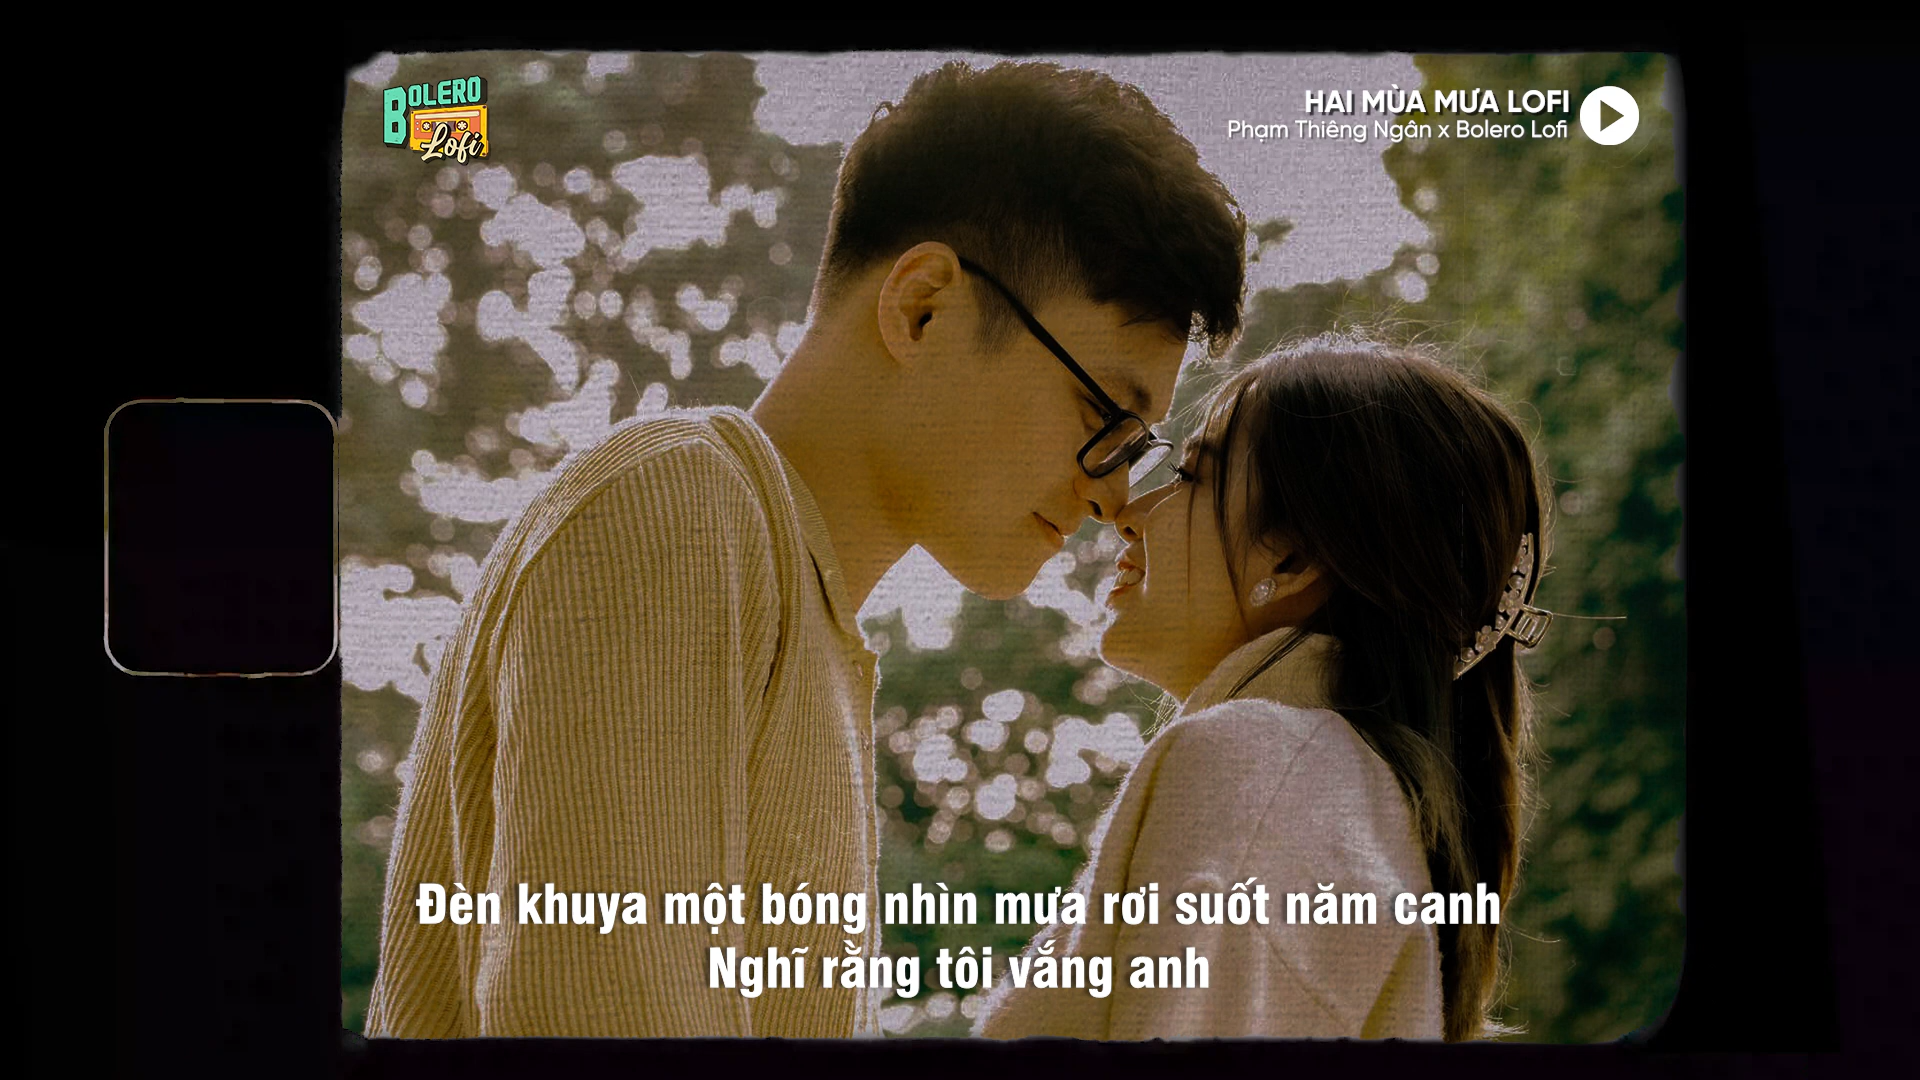 BOLERO
Lofi
HAI MÙA MƯA LOFI
Phạm Thiêng Ngân x Bolero Lofi
Đèn khuya một bóng nhìn mưa rơi suốt năm canh
Nghĩ rằng tôi vắng anh